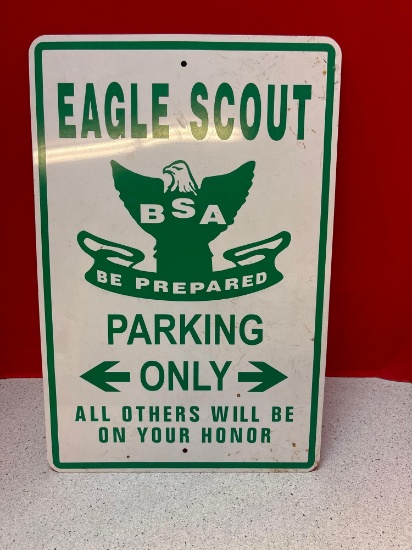 EAGLE SCOUT
BSA
BE PREPARED
PARKING
ONLY
ALL OTHERS WILL BE
ON YOUR HONOR